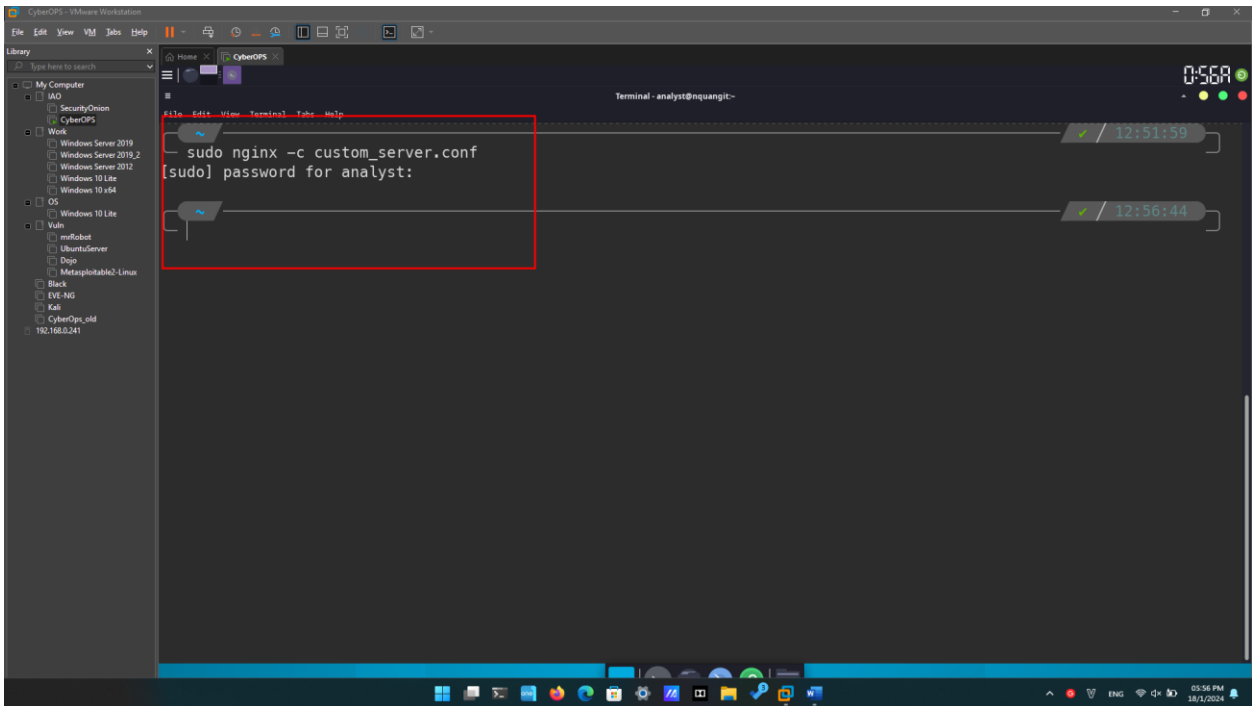 CyberOPS - VMware Workstation
File Edit View VM Tabs Help
Library
Type here to search
My Computer
IAO
SecurityOnion
CyberOPS
Work
Windows Server 2019
Windows Server 2019_2
Windows Server 2012
Windows 10 Lite
Windows 10 x64
OS
Windows 10 Lite
Vuln
mrRobot
UbuntuServer
Dojo
Metasploitable2-Linux
Black
EVE-NG
Kali
CyberOps_old
192.168.0.241
Home CyberOPS
0:56A
Terminal - analyst@nquangit:~
File Edit View Terminal Tabs Help
~ ✓ / 12:51:59
sudo nginx -c custom_server.conf
[sudo] password for analyst:
~ ✓ / 12:56:44
ENG
05:56 PM
18/1/2024